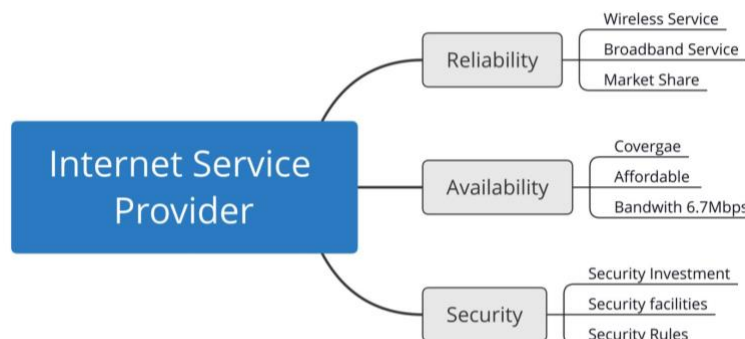 Internet Service
Provider
Reliability
Wireless Service
Broadband Service
Market Share
Availability
Covergae
Affordable
Bandwith 6.7Mbps
Security
Security Investment
Security facilities
Security Rules